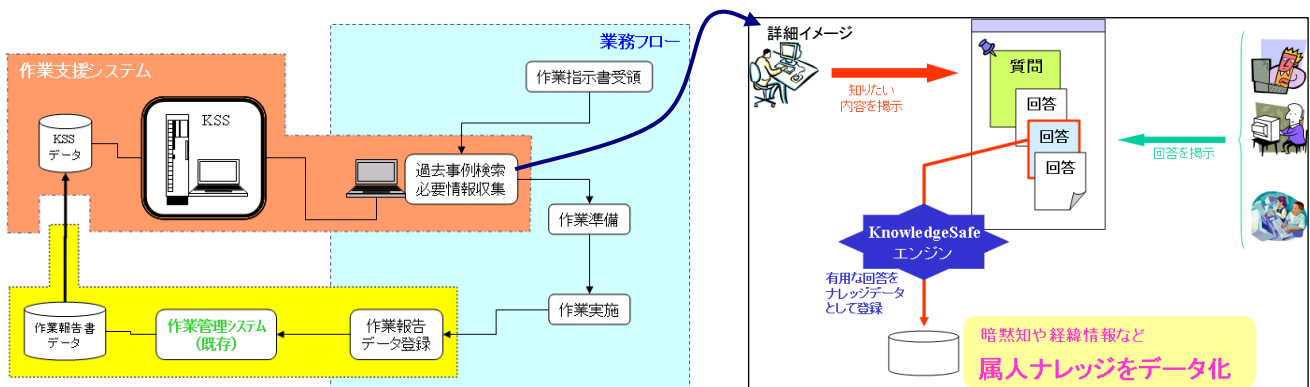 業務フロー
作業支援システム
作業指示書受領
KSS
KSS
データ
過去事例検索
必要情報収集
作業準備
作業実施
作業報告
データ登録
作業管理システム
(既存)
作業報告書
データ
詳細イメージ
知りたい
内容を掲示
質問
回答
回答
回答
回答を掲示
KnowledgeSafe
エンジン
有用な回答を
ナレッジデータ
として登録
暗黙知や経緯情報など
属人ナレッジをデータ化